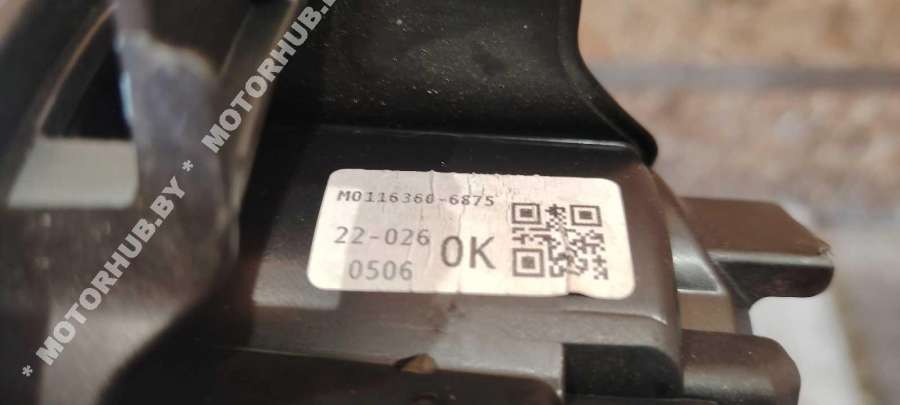 M0116360-6875
22-026
0506
OK
* MOTORHUB.BY * MOTORHUB.BY